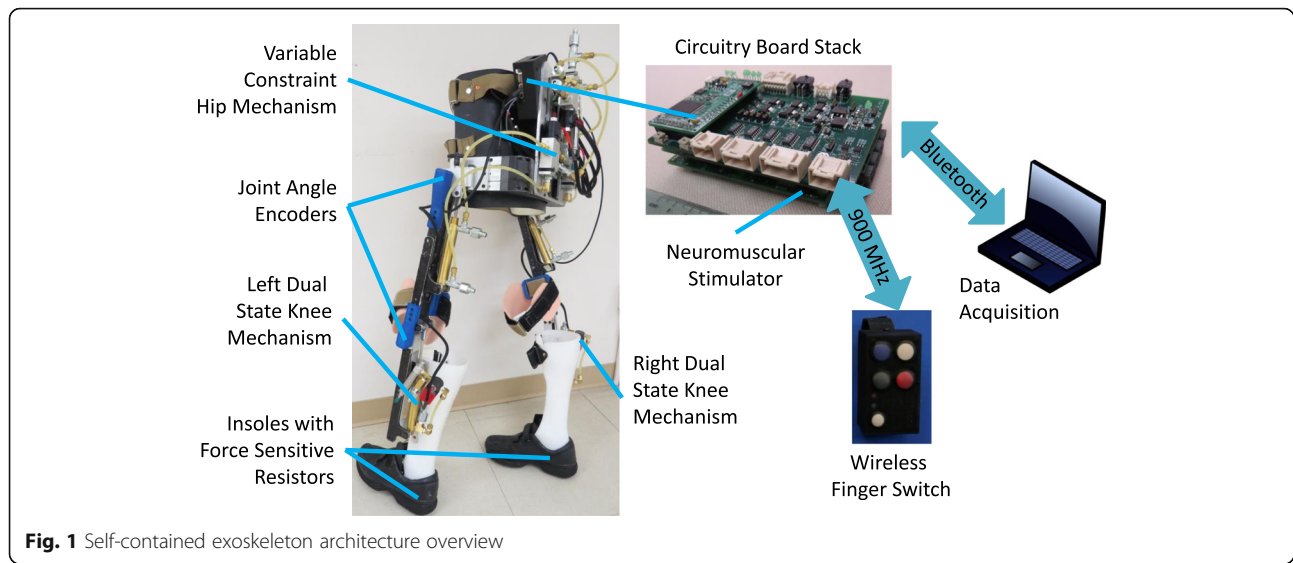 Variable
Constraint
Hip Mechanism
Joint Angle
Encoders
Left Dual
State Knee
Mechanism
Insoles with
Force Sensitive
Resistors
Circuitry Board Stack
Neuromuscular
Stimulator
Bluetooth
900 MHz
Data
Acquisition
Right Dual
State Knee
Mechanism
Wireless
Finger Switch
Fig. 1 Self-contained exoskeleton architecture overview